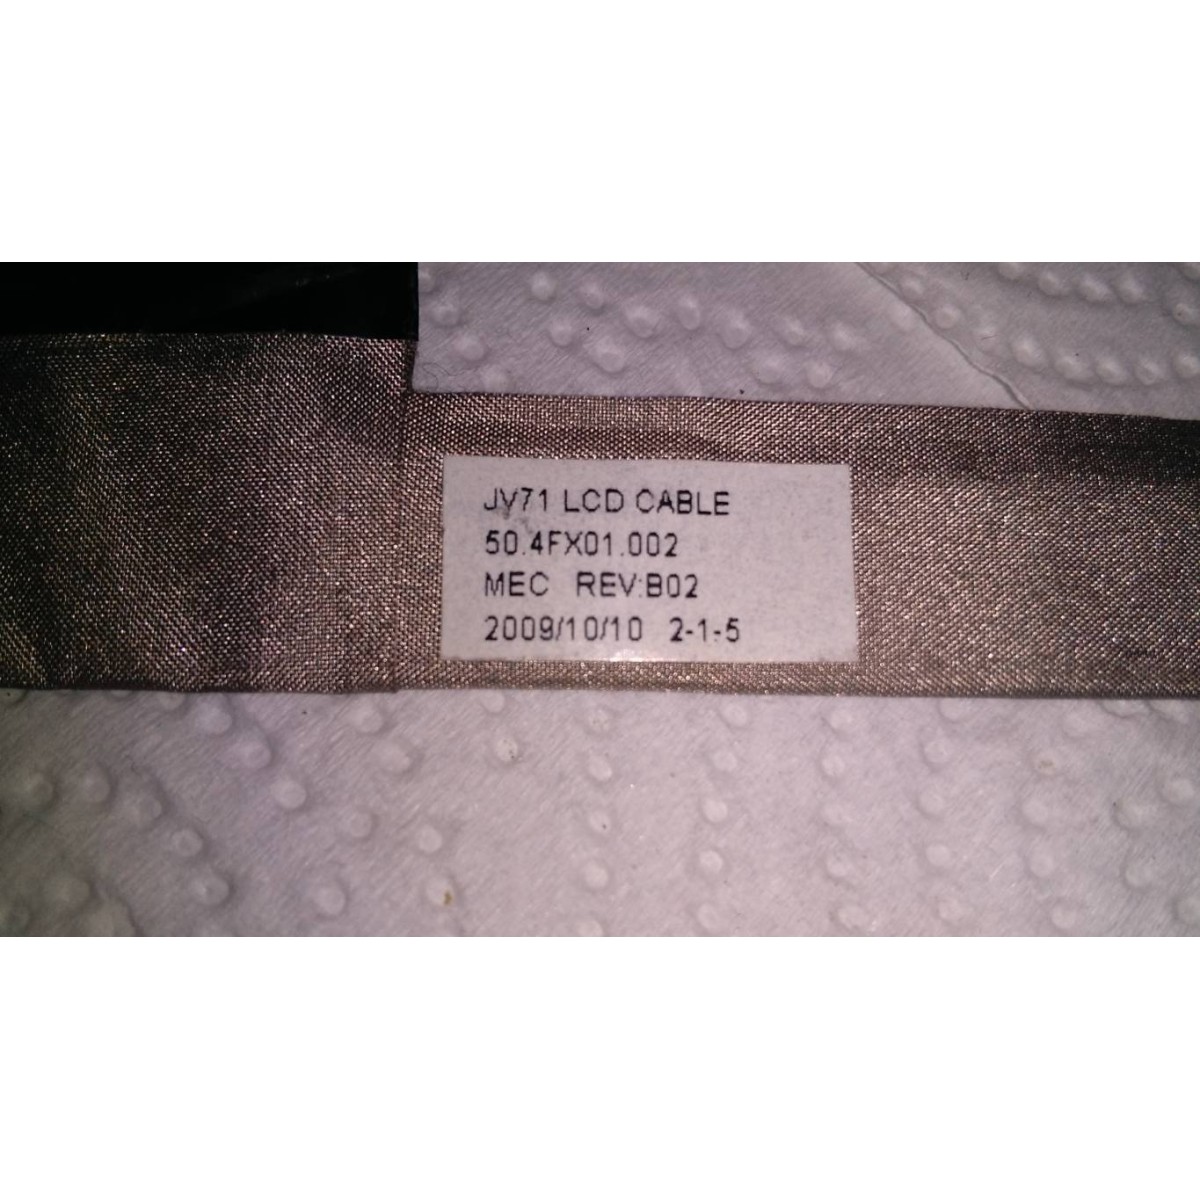 JV71 LCD CABLE
50.4FX01.002
MEC REV:B02
2009/10/10 2-1-5